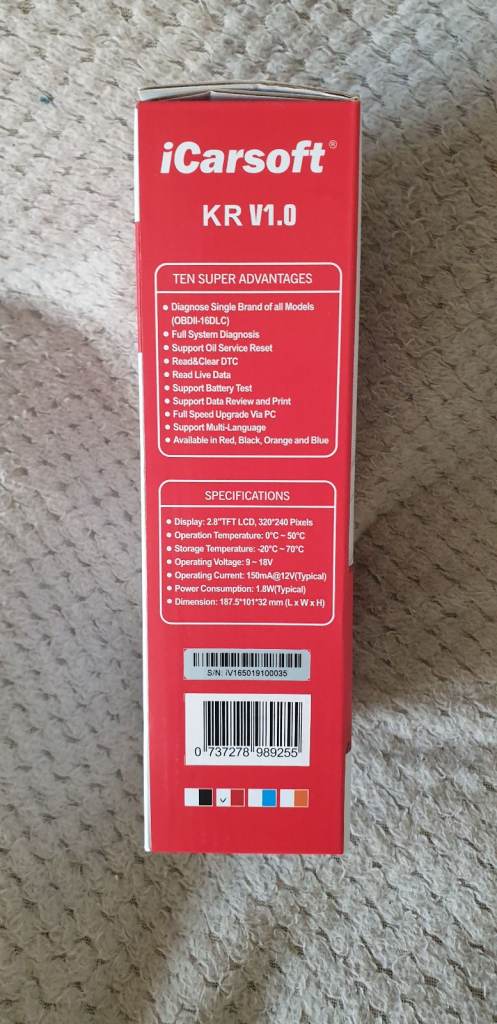 iCarsoft®
KR V1.0
TEN SUPER ADVANTAGES
● Diagnose Single Brand of all Models
(OBDII-16DLC)
● Full System Diagnosis
● Support Oil Service Reset
● Read&Clear DTC
● Read Live Data
● Support Battery Test
● Support Data Review and Print
● Full Speed Upgrade Via PC
● Support Multi-Language
● Available in Red, Black, Orange and Blue
SPECIFICATIONS
● Display: 2.8"TFT LCD, 320*240 Pixels
● Operation Temperature: 0°C ~ 50°C
● Storage Temperature: -20°C ~ 70°C
● Operating Voltage: 9 ~ 18V
● Operating Current: 150mA@12V(Typical)
● Power Consumption: 1.8W(Typical)
● Dimension: 187.5*101*32 mm (L x W x H)
S/N: iV165019100035
0 737278 989255